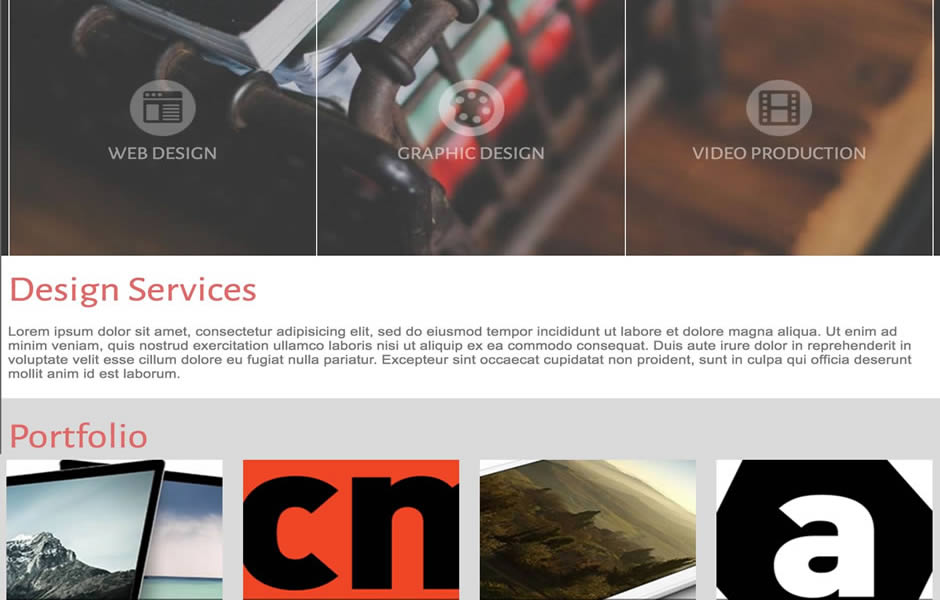 WEB DESIGN
GRAPHIC DESIGN
VIDEO PRODUCTION
Design Services
Lorem ipsum dolor sit amet, consectetur adipisicing elit, sed do eiusmod tempor incididunt ut labore et dolore magna aliqua. Ut enim ad
minim veniam, quis nostrud exercitation ullamco laboris nisi ut aliquip ex ea commodo consequat. Duis aute irure dolor in reprehenderit in
voluptate velit esse cillum dolore eu fugiat nulla pariatur. Excepteur sint occaecat cupidatat non proident, sunt in culpa qui officia deserunt
mollit anim id est laborum.
Portfolio
cm
a